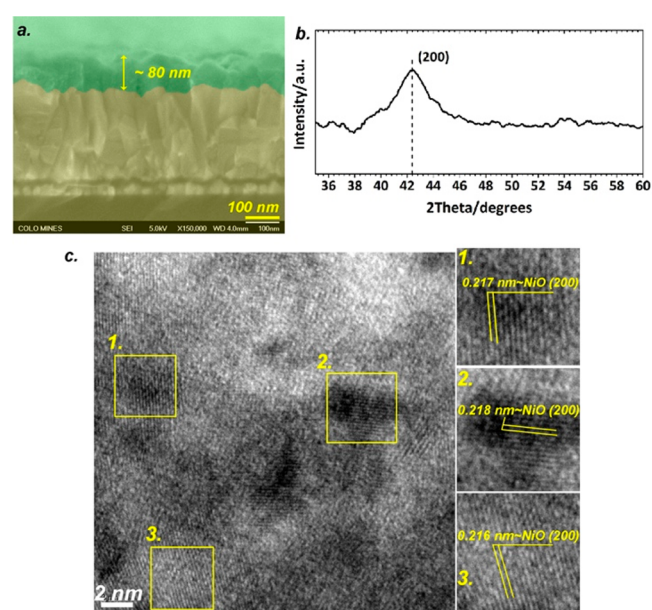 a.
~ 80 nm
100 nm
COLO MINES SEI 5.0kV X150,000 WD 4.0mm 100nm
b.
(200)
Intensity/a.u.
36 38 40 42 44 46 48 50 52 54 56 58 60
2Theta/degrees
c.
1.
2.
3.
2 nm
1.
0.217 nm~NiO (200)
2.
0.218 nm~NiO (200)
0.216 nm~NiO (200)
3.